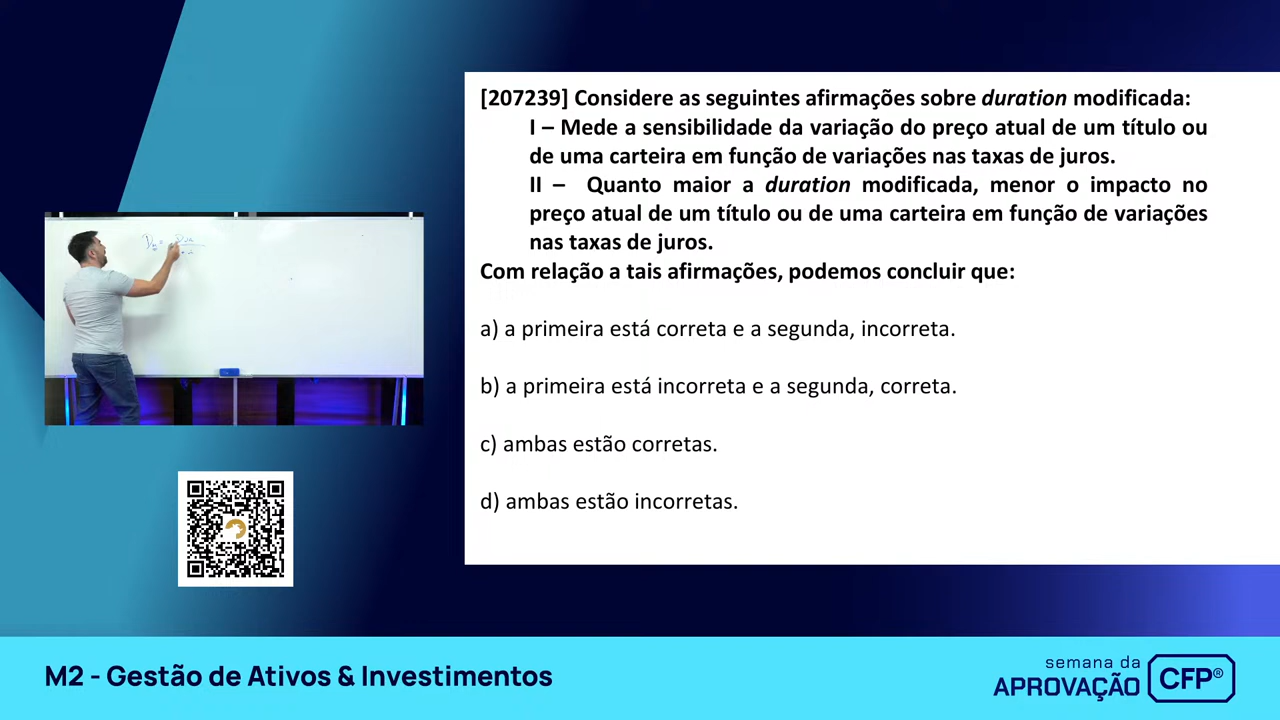 [207239] Considere as seguintes afirmações sobre duration modificada:
I – Mede a sensibilidade da variação do preço atual de um título ou
de uma carteira em função de variações nas taxas de juros.
II – Quanto maior a duration modificada, menor o impacto no
preço atual de um título ou de uma carteira em função de variações
nas taxas de juros.
Com relação a tais afirmações, podemos concluir que:
a) a primeira está correta e a segunda, incorreta.
b) a primeira está incorreta e a segunda, correta.
c) ambas estão corretas.
d) ambas estão incorretas.
M2 - Gestão de Ativos & Investimentos
semana da
APROVAÇÃO CFP®